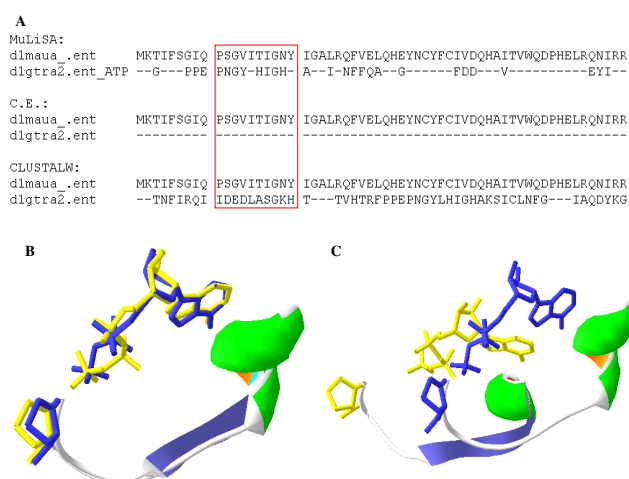 A
MuLiSA:
d1maua_.ent MKTIFSGIQ PSGVITIGNY IGALRQFVELQHEYNCYFCIVDQHAITVWQDPHELRQNIRR
d1gtra2.ent_ATP --G---PPE PNGY-HIGH- A--I-NFFQA--G------FDD---V--------EYI--
C.E.:
d1maua_.ent MKTIFSGIQ PSGVITIGNY IGALRQFVELQHEYNCYFCIVDQHAITVWQDPHELRQNIRR
d1gtra2.ent --------- ---------- ----------------------------------------
CLUSTALW:
d1maua_.ent MKTIFSGIQ PSGVITIGNY IGALRQFVELQHEYNCYFCIVDQHAITVWQDPHELRQNIRR
d1gtra2.ent --TNFIRQI IDEDLASGKH T---TVHTRFPPEPNGYLHIGHAKSICLNFG---IAQDYKG
B
C